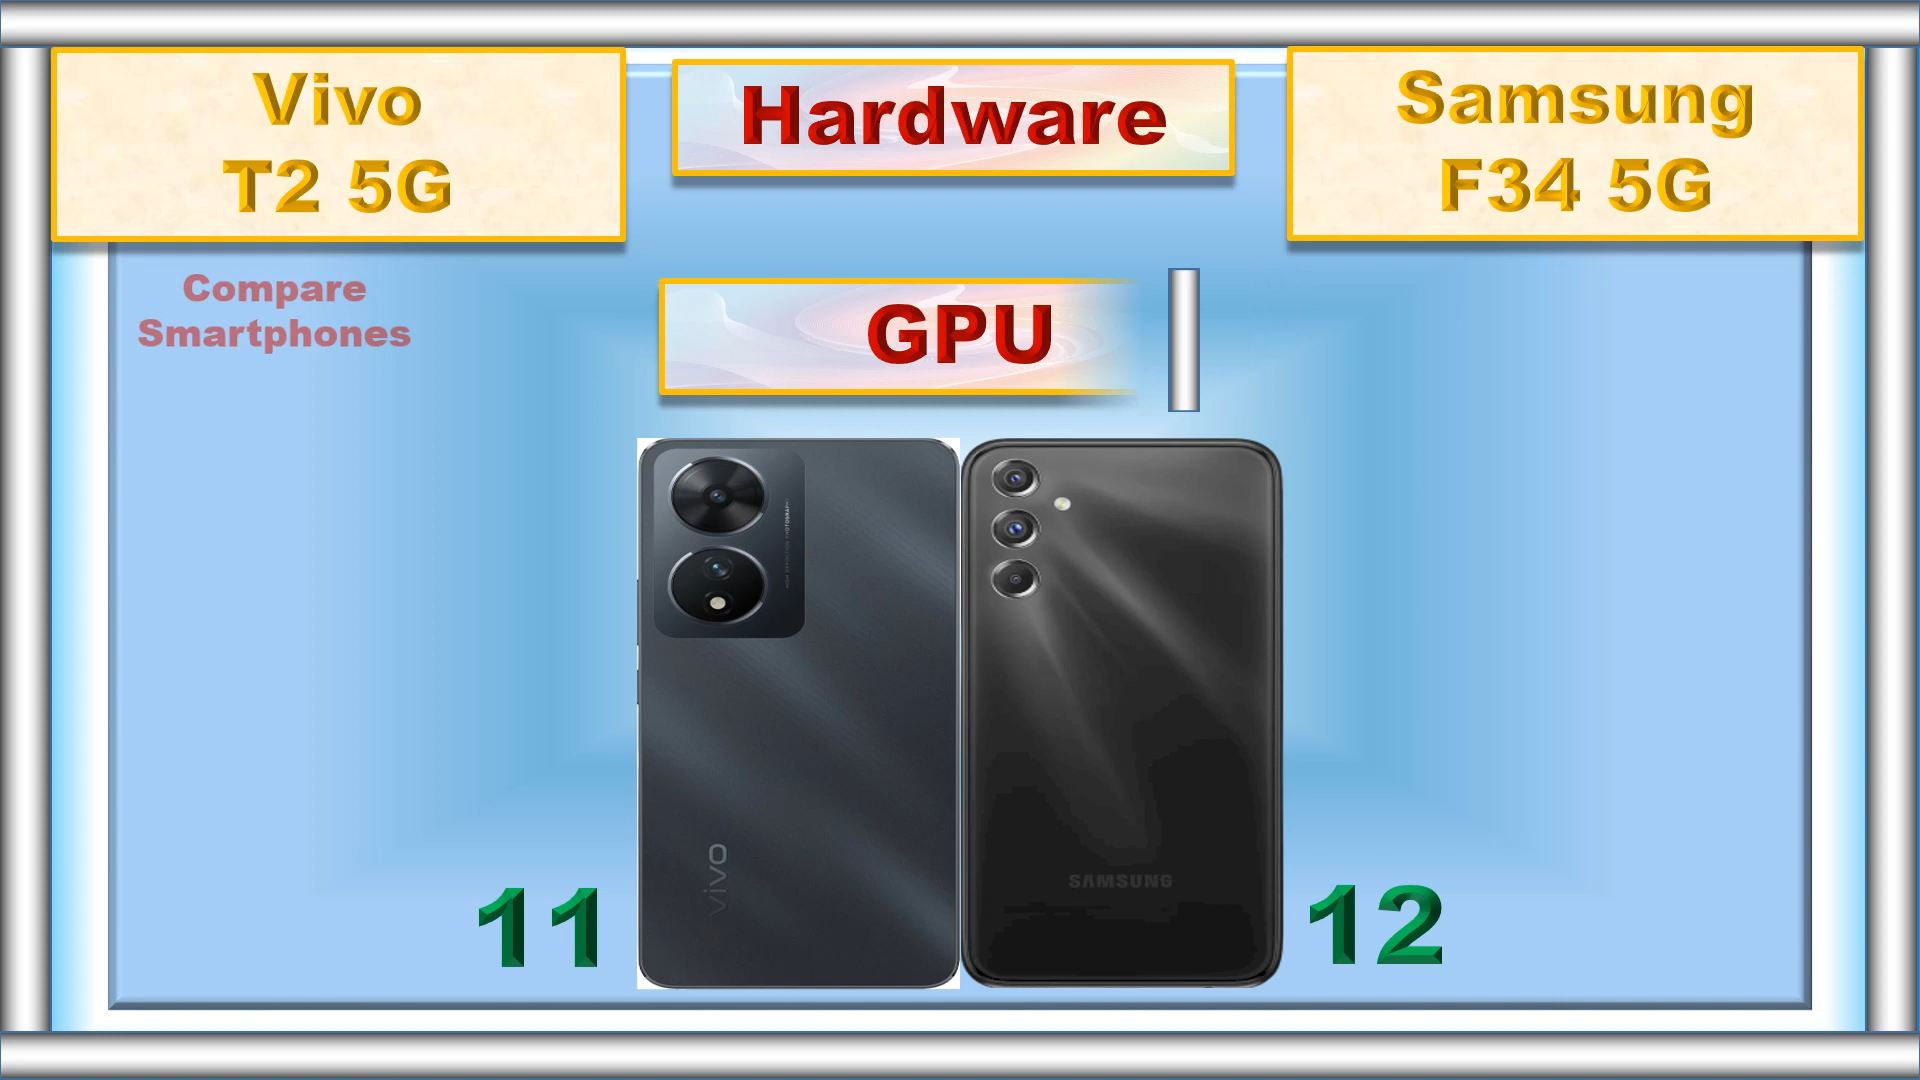 Vivo
T2 5G
Hardware
Samsung
F34 5G
Compare
Smartphones
GPU
vivo
SAMSUNG
11
12